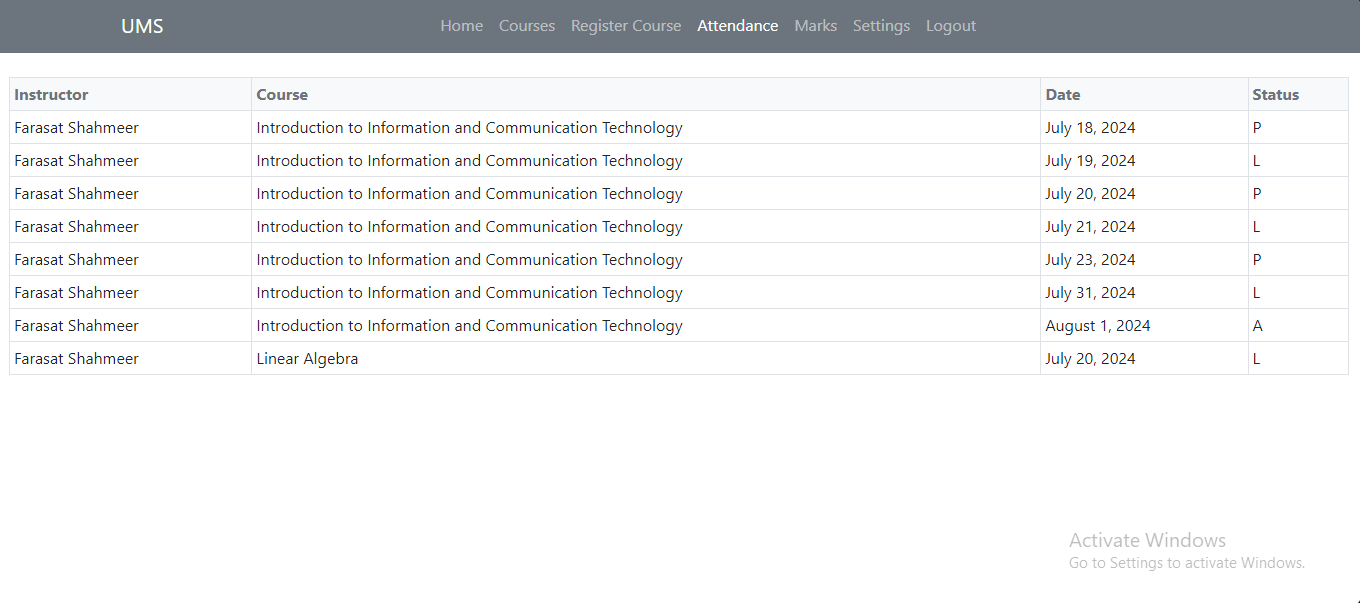 UMS Home Courses Register Course Attendance Marks Settings Logout
Instructor Course Date Status
Farasat Shahmeer Introduction to Information and Communication Technology July 18, 2024 P
Farasat Shahmeer Introduction to Information and Communication Technology July 19, 2024 L
Farasat Shahmeer Introduction to Information and Communication Technology July 20, 2024 P
Farasat Shahmeer Introduction to Information and Communication Technology July 21, 2024 L
Farasat Shahmeer Introduction to Information and Communication Technology July 23, 2024 P
Farasat Shahmeer Introduction to Information and Communication Technology July 31, 2024 L
Farasat Shahmeer Introduction to Information and Communication Technology August 1, 2024 A
Farasat Shahmeer Linear Algebra July 20, 2024 L
Activate Windows
Go to Settings to activate Windows.